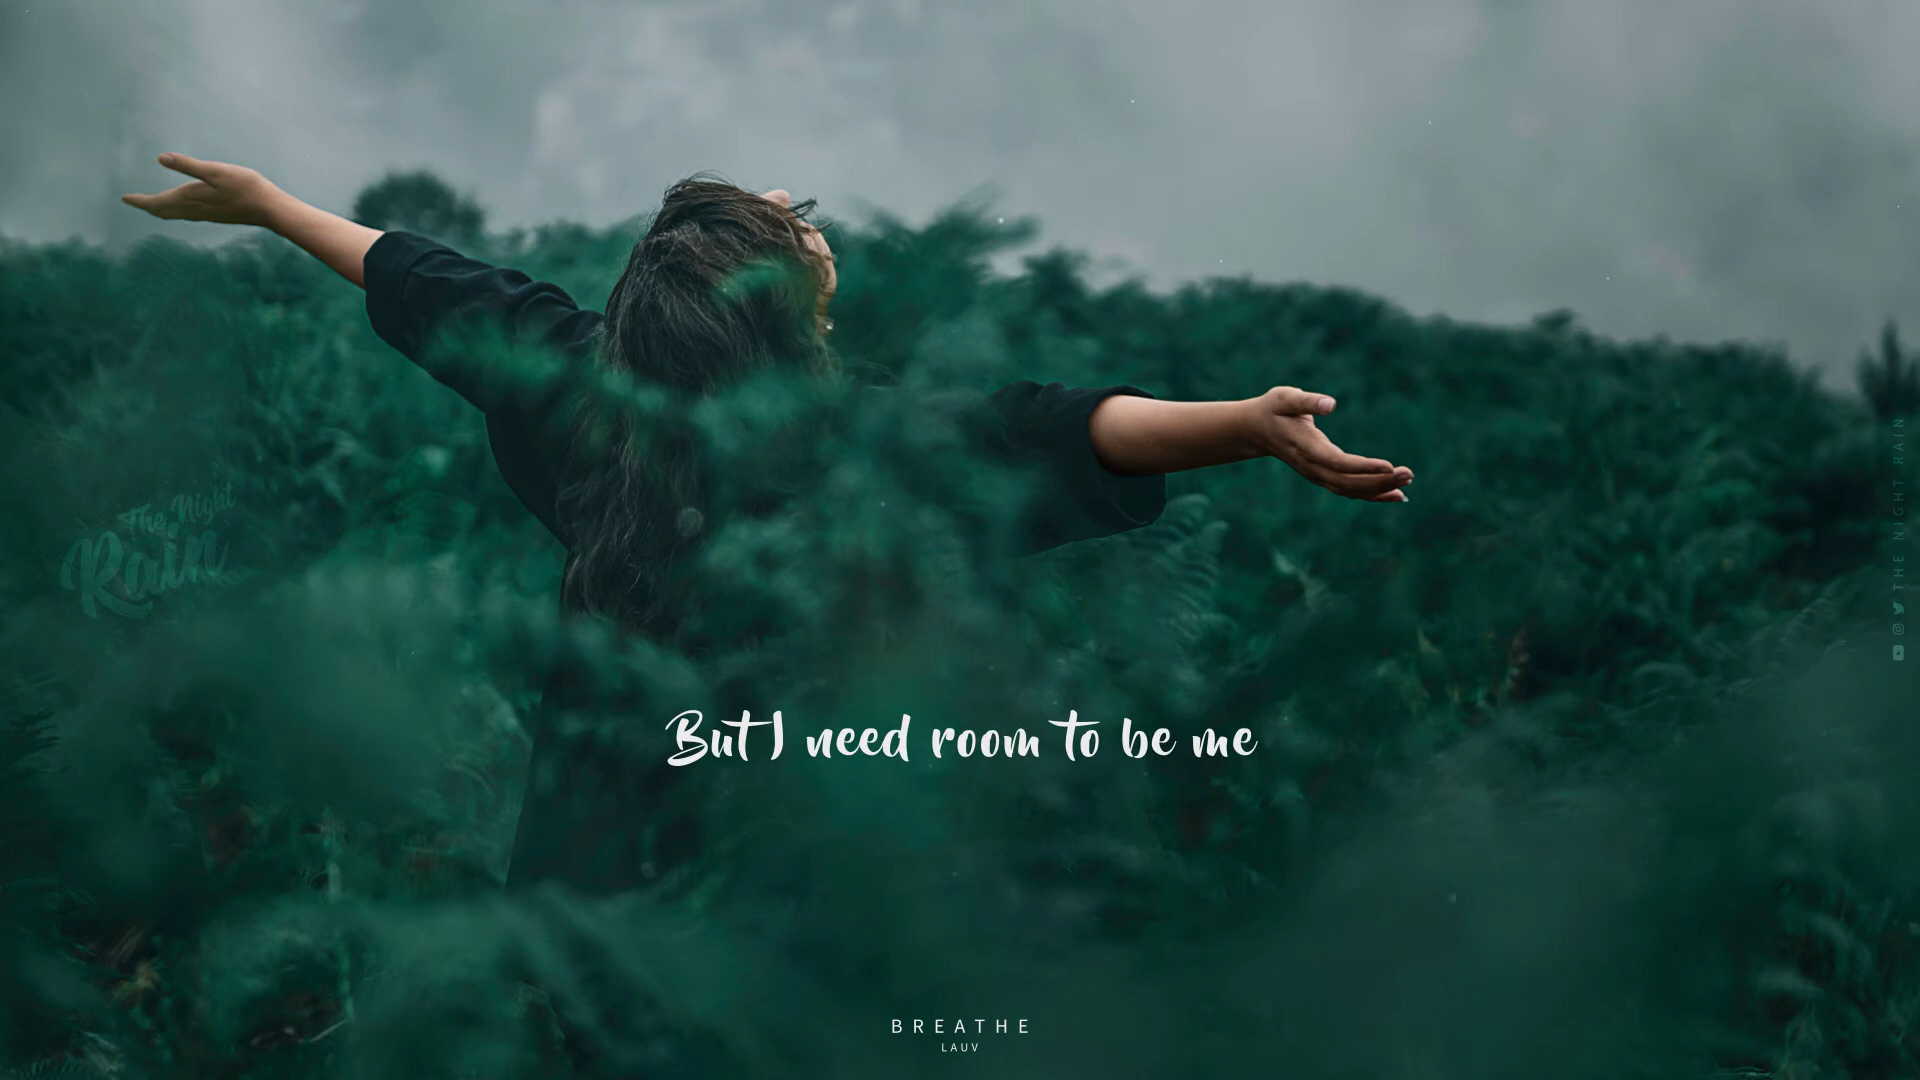 The Night
Rain
But I need room to be me
THE NIGHT RAIN
BREATHE
LAUV